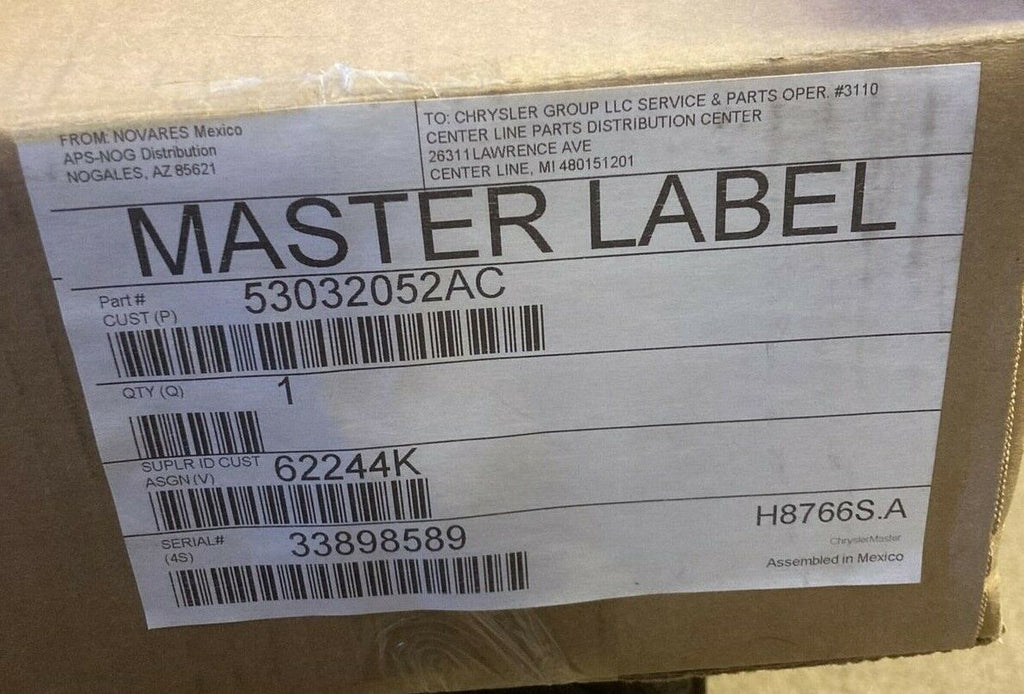 FROM: NOVARES Mexico
APS-NOG Distribution
NOGALES, AZ 85621
TO: CHRYSLER GROUP LLC SERVICE & PARTS OPER. #3110
CENTER LINE PARTS DISTRIBUTION CENTER
26311 LAWRENCE AVE
CENTER LINE, MI 480151201
MASTER LABEL
Part # 53032052AC
CUST (P)
QTY (Q) 1
SUPLR ID CUST 62244K
ASGN (V)
SERIAL# 33898589
(4S)
H8766S.A
ChryslerMaster
Assembled in Mexico